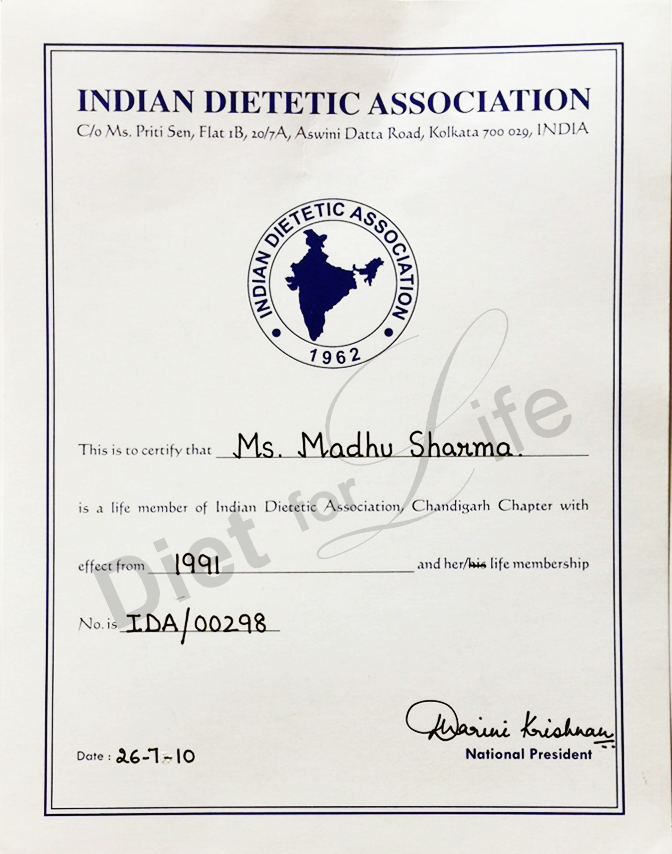 INDIAN DIETETIC ASSOCIATION
C/o Ms. Priti Sen, Flat 1B, 20/7A, Aswini Datta Road, Kolkata 700 029, INDIA
INDIAN DIETETIC ASSOCIATION
1962
This is to certify that Ms. Madhu Sharma.
is a life member of Indian Dietetic Association, Chandigarh Chapter with
effect from 1991 and her/his life membership
No. is IDA/00298
Diet for Life
Dharini Krishnan
Date : 26-7-10 National President